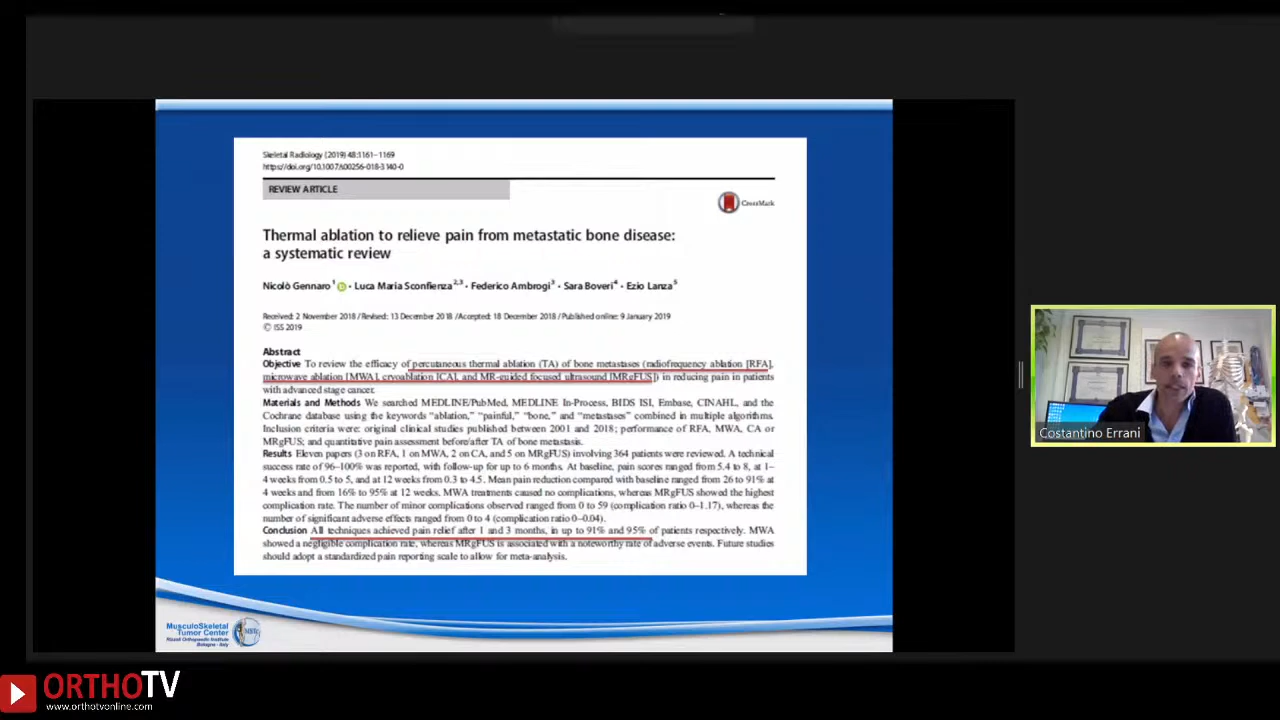 Skeletal Radiology (2019) 48:1161–1169
https://doi.org/10.1007/s00256-018-3140-0
REVIEW ARTICLE
CrossMark
Thermal ablation to relieve pain from metastatic bone disease:
a systematic review
Nicolò Gennaro 1 · Luca Maria Sconfienza 2,3 · Federico Ambrogi 3 · Sara Boveri 4 · Ezio Lanza 5
Received: 2 November 2018 / Revised: 13 December 2018 / Accepted: 18 December 2018 / Published online: 9 January 2019
© ISS 2019
Abstract
Objective To review the efficacy of percutaneous thermal ablation (TA) of bone metastases (radiofrequency ablation [RFA],
microwave ablation [MWA], cryoablation [CA], and MR-guided focused ultrasound [MRgFUS]) in reducing pain in patients
with advanced stage cancer.
Materials and Methods We searched MEDLINE/PubMed, MEDLINE In-Process, BIDS ISI, Embase, CINAHL, and the
Cochrane database using the keywords "ablation," "painful," "bone," and "metastases" combined in multiple algorithms.
Inclusion criteria were: original clinical studies published between 2001 and 2018; performance of RFA, MWA, CA or
MRgFUS; and quantitative pain assessment before/after TA of bone metastasis.
Results Eleven papers (3 on RFA, 1 on MWA, 2 on CA, and 5 on MRgFUS) involving 364 patients were reviewed. A technical
success rate of 96–100% was reported, with follow-up for up to 6 months. At baseline, pain scores ranged from 5.4 to 8, at 1–
4 weeks from 0.5 to 5, and at 12 weeks from 0.3 to 4.5. Mean pain reduction compared with baseline ranged from 26 to 91% at
4 weeks and from 16% to 95% at 12 weeks. MWA treatments caused no complications, whereas MRgFUS showed the highest
complication rate. The number of minor complications observed ranged from 0 to 59 (complication ratio 0–1.17), whereas the
number of significant adverse effects ranged from 0 to 4 (complication ratio 0–0.04).
Conclusion All techniques achieved pain relief after 1 and 3 months, in up to 91% and 95% of patients respectively. MWA
showed a negligible complication rate, whereas MRgFUS is associated with a noteworthy rate of adverse events. Future studies
should adopt a standardized pain reporting scale to allow for meta-analysis.
MusculoSkeletal
Tumor Center
Rizzoli Orthopaedic Institute
Bologna - Italy
Costantino Errani
ORTHOTV
www.orthotvonline.com